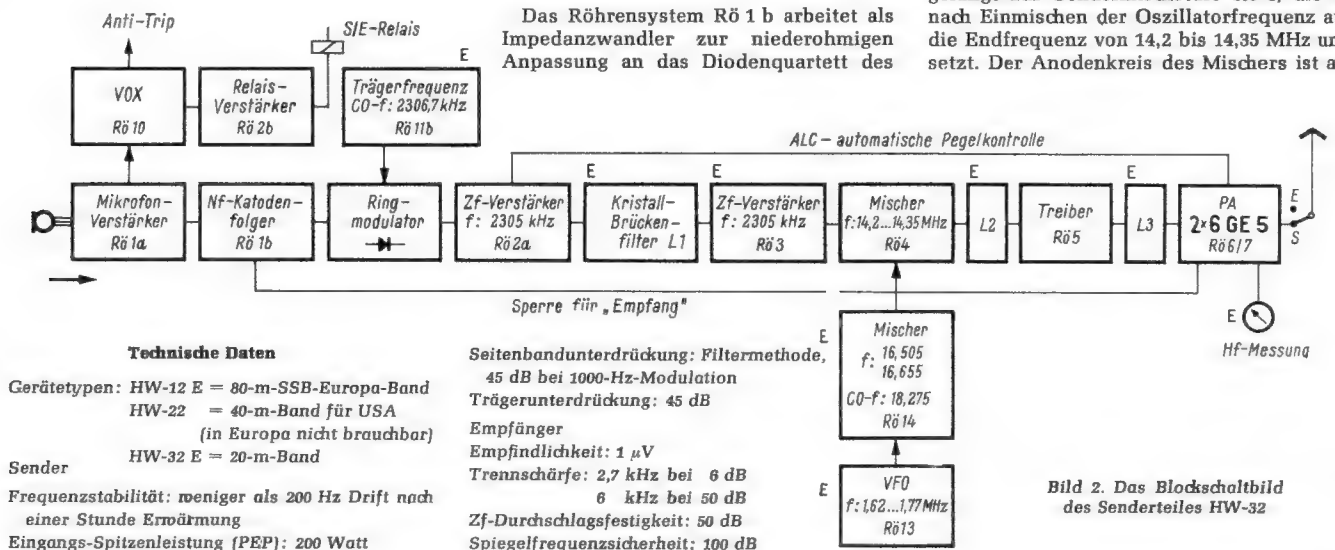 Das Röhrensystem Rö 1 b arbeitet als
Impedanzwandler zur niederohmigen
Anpassung an das Diodenquartett des
nach Einmischen der Oszillatorfrequenz
die Endfrequenz von 14,2 bis 14,35 MHz
setzt. Der Anodenkreis des Mischers ist
Anti-Trip
S/E-Relais
VOX
Rö 10
Relais-
Verstärker
Rö 2b
E
Trägerfrequenz
CO-f: 2306,7 kHz
Rö 11b
ALC – automatische Pegelkontrolle
Mikrofon-
Verstärker
Rö 1a
Nf-Katoden-
folger
Rö 1b
Ring-
modulator
Zf-Verstärker
f: 2305 kHz
Rö 2a
E
Kristall-
Brücken-
filter L1
E
Zf-Verstärker
f: 2305 kHz
Rö 3
Mischer
f: 14,2...14,35 MHz
Rö 4
E
L2
Treiber
Rö 5
E
L3
PA
2×6 GE 5
Rö 6/7
E
S
Sperre für „Empfang"
E
Hf-Messung
E
Mischer
f: 16,505
16,655
CO-f: 18,275
Rö 14
E
VFO
f: 1,62...1,77 MHz
Rö 13
Bild 2. Das Blockschaltbild
des Senderteiles HW-32
Technische Daten
Gerätetypen: HW-12 E = 80-m-SSB-Europa-Band
HW-22 = 40-m-Band für USA
(in Europa nicht brauchbar)
HW-32 E = 20-m-Band
Sender
Frequenzstabilität: weniger als 200 Hz Drift nach
einer Stunde Erwärmung
Eingangs-Spitzenleistung (PEP): 200 Watt
Seitenbandunterdrückung: Filtermethode,
45 dB bei 1000-Hz-Modulation
Trägerunterdrückung: 45 dB
Empfänger
Empfindlichkeit: 1 µV
Trennschärfe: 2,7 kHz bei 6 dB
6 kHz bei 50 dB
Zf-Durchschlagsfestigkeit: 50 dB
Spiegelfrequenzsicherheit: 100 dB